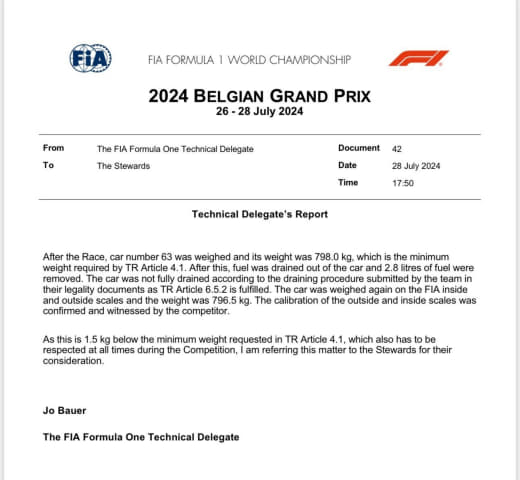 FiA
FIA FORMULA 1 WORLD CHAMPIONSHIP
2024 BELGIAN GRAND PRIX
26 - 28 July 2024
From The FIA Formula One Technical Delegate Document 42
To The Stewards Date 28 July 2024
Time 17:50
Technical Delegate's Report
After the Race, car number 63 was weighed and its weight was 798.0 kg, which is the minimum
weight required by TR Article 4.1. After this, fuel was drained out of the car and 2.8 litres of fuel were
removed. The car was not fully drained according to the draining procedure submitted by the team in
their legality documents as TR Article 6.5.2 is fulfilled. The car was weighed again on the FIA inside
and outside scales and the weight was 796.5 kg. The calibration of the outside and inside scales was
confirmed and witnessed by the competitor.
As this is 1.5 kg below the minimum weight requested in TR Article 4.1, which also has to be
respected at all times during the Competition, I am referring this matter to the Stewards for their
consideration.
Jo Bauer
The FIA Formula One Technical Delegate